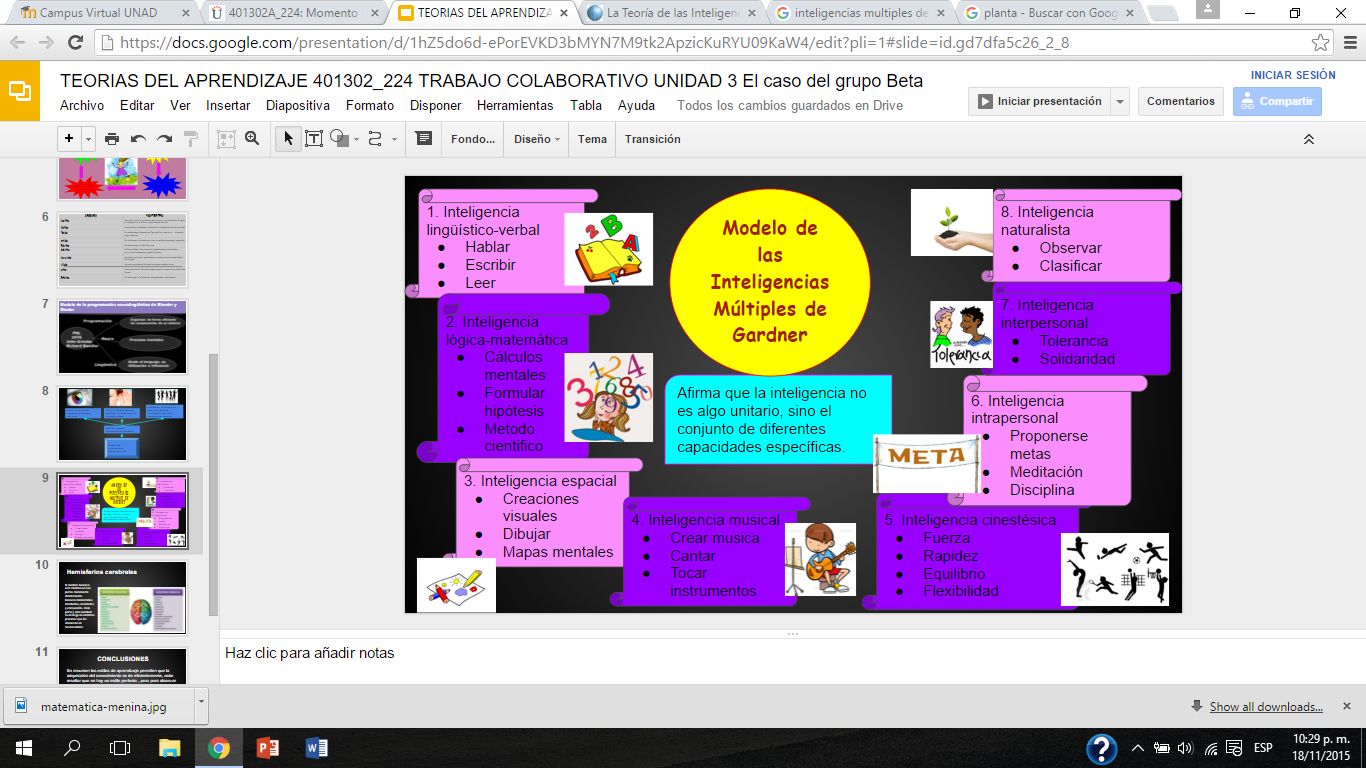 Campus Virtual UNAD
401302A_224: Momento
TEORIAS DEL APRENDIZA
La Teoría de las Inteligen
inteligencias multiples de
planta - Buscar con Goog
https://docs.google.com/presentation/d/1hZ5do6d-ePorEVKD3bMYN7M9tk2ApzicKuRYU09KaW4/edit?pli=1#slide=id.gd7dfa5c26_2_8
TEORIAS DEL APRENDIZAJE 401302_224 TRABAJO COLABORATIVO UNIDAD 3 El caso del grupo Beta
INICIAR SESIÓN
Archivo Editar Ver Insertar Diapositiva Formato Disponer Herramientas Tabla Ayuda Todos los cambios guardados en Drive
Iniciar presentación
Comentarios
Compartir
Fondo... Diseño Tema Transición
6
7
Modelo de la programación neurolingüística de Blander y
8
9
10
Hemisferios cerebrales
11
CONCLUSIONES
Modelo de
las
Inteligencias
Múltiples de
Gardner
Afirma que la inteligencia no
es algo unitario, sino el
conjunto de diferentes
capacidades específicas.
1. Inteligencia
lingüístico-verbal
● Hablar
● Escribir
● Leer
2 B A
2. Inteligencia
lógica-matemática
● Cálculos
mentales
● Formular
hipótesis
● Metodo
científico
3. Inteligencia espacial
● Creaciones
visuales
● Dibujar
● Mapas mentales
4. Inteligencia musical
● Crear musica
● Cantar
● Tocar
instrumentos
5. Inteligencia cinestésica
● Fuerza
● Rapidez
● Equilibrio
● Flexibilidad
6. Inteligencia
intrapersonal
● Proponerse
metas
● Meditación
● Disciplina
META
7. Inteligencia
interpersonal
● Tolerancia
● Solidaridad
Tolerancia
8. Inteligencia
naturalista
● Observar
● Clasificar
Haz clic para añadir notas
matematica-menina.jpg
Show all downloads...
ESP
10:29 p. m.
18/11/2015